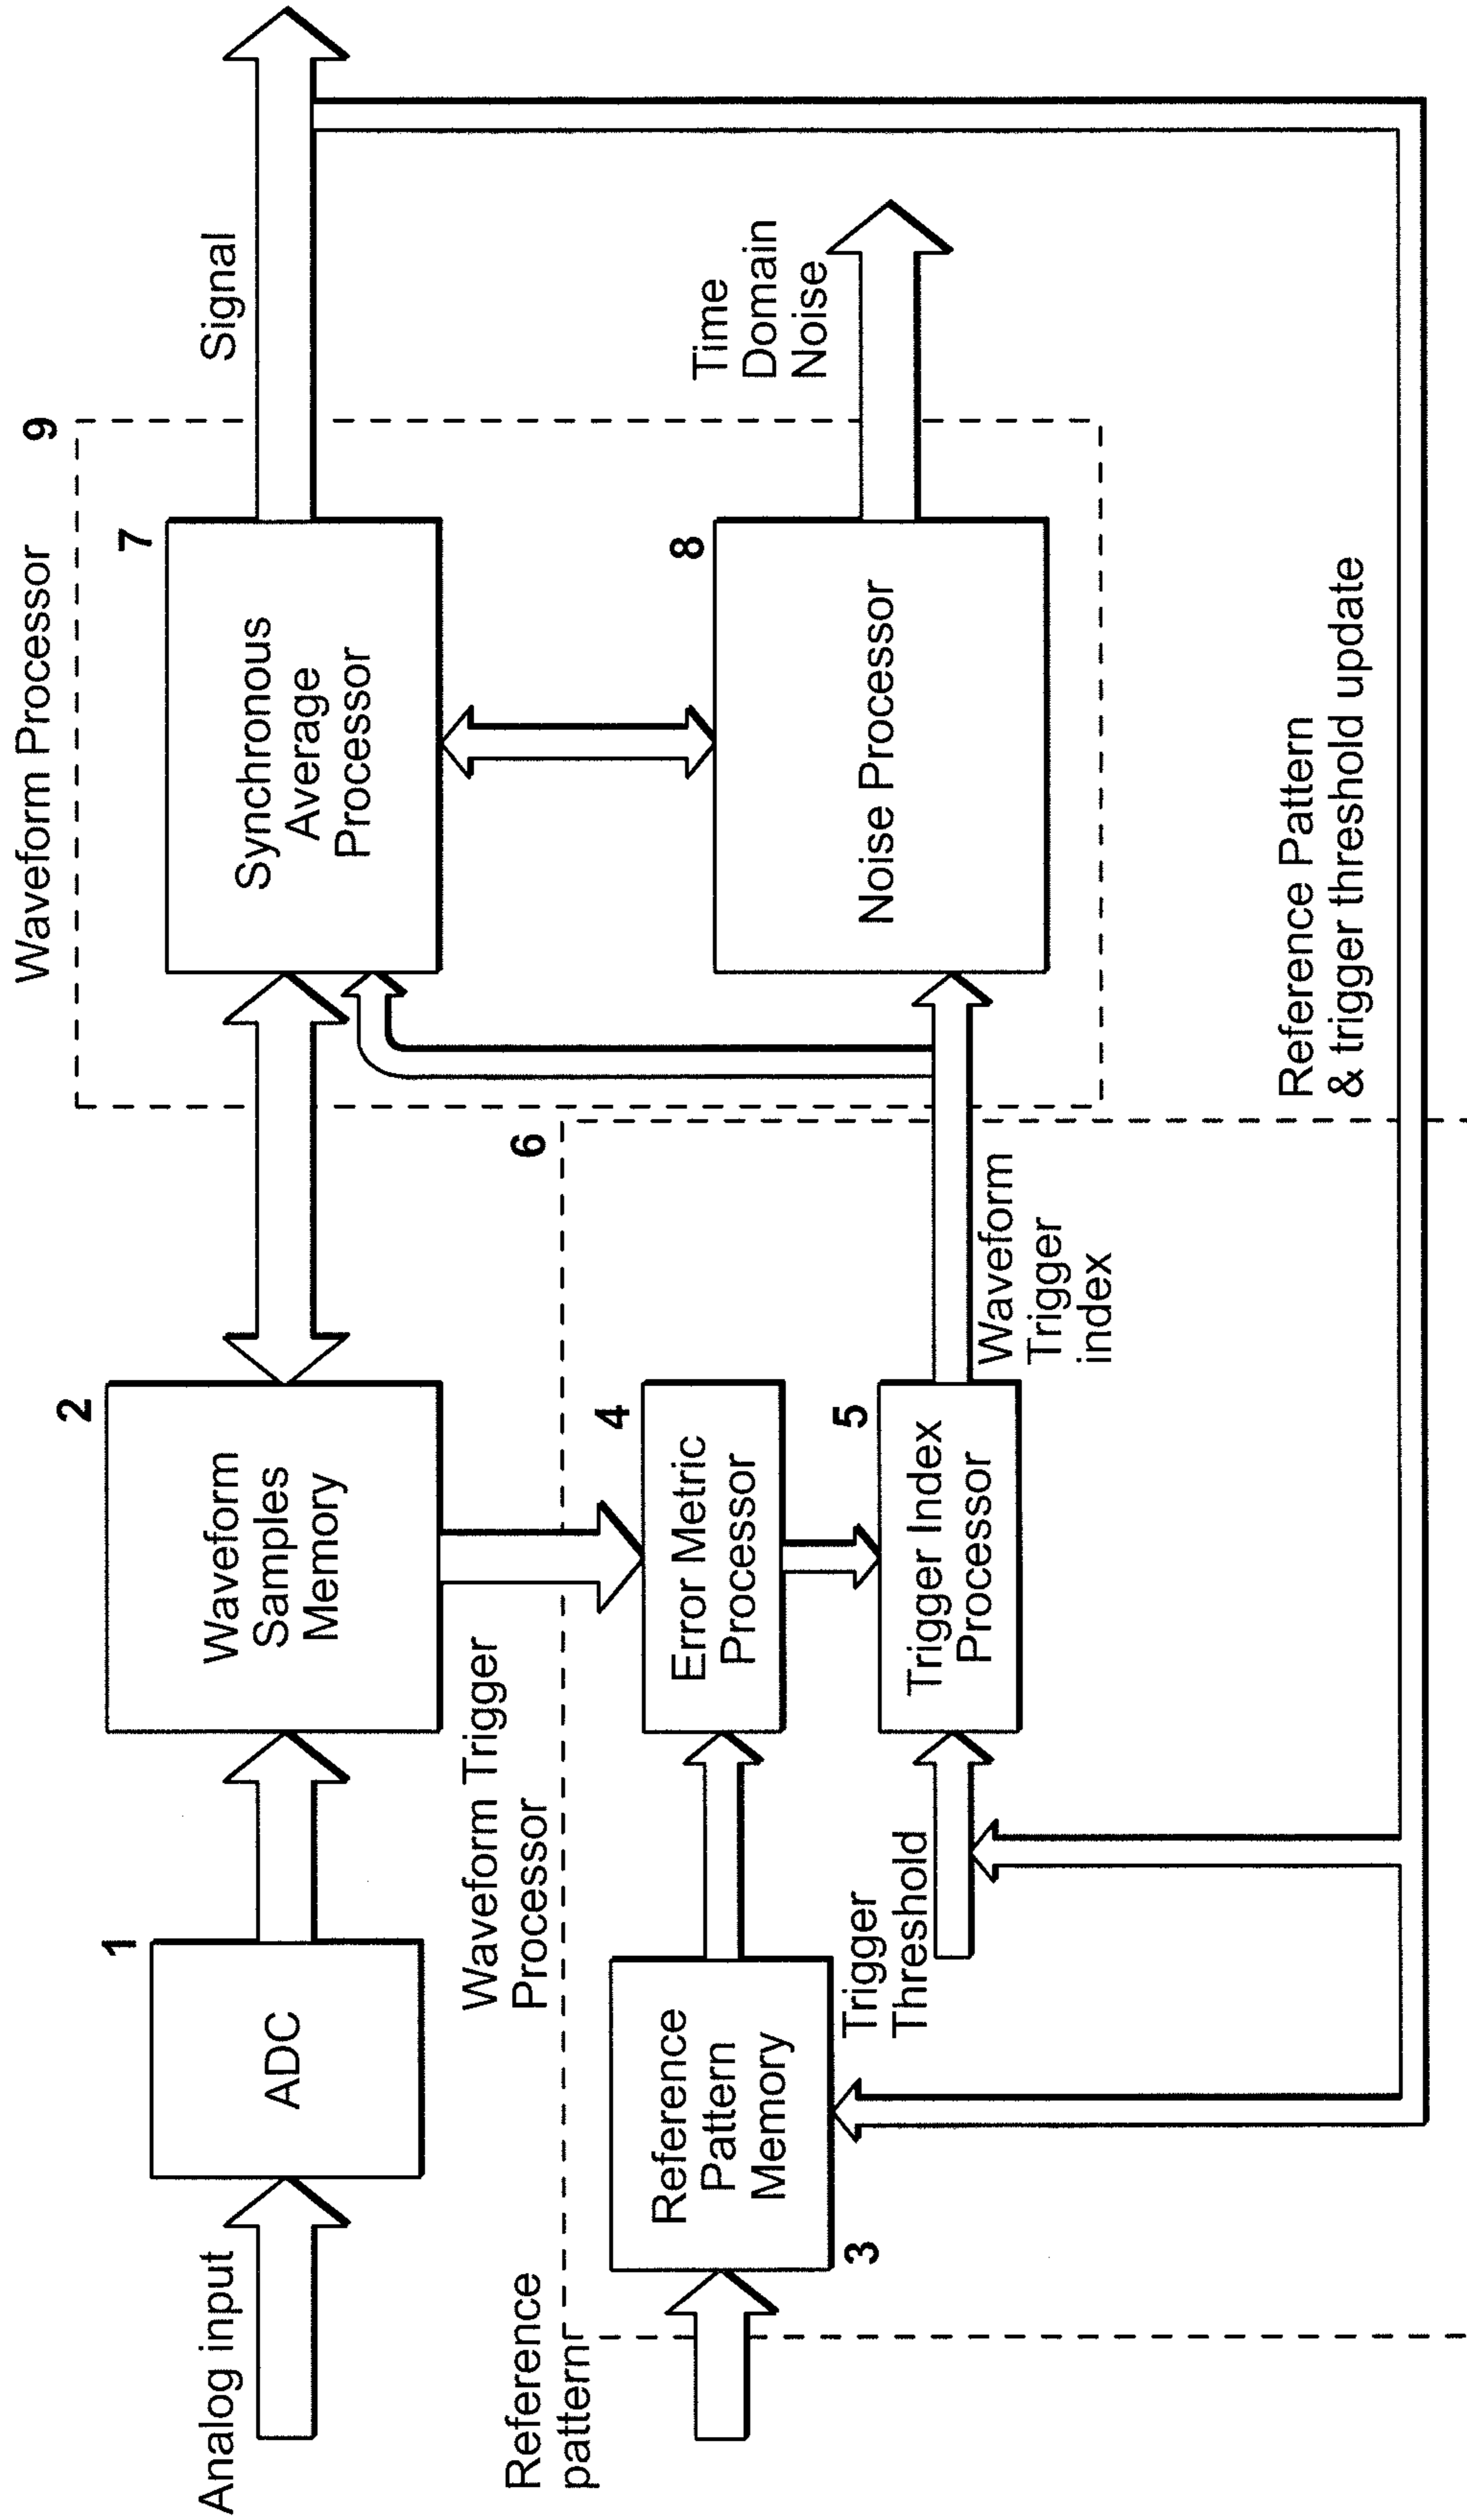 Analog input
1
ADC
2
Waveform
Samples
Memory
Waveform Processor
9
7
Synchronous
Average
Processor
Signal
Reference
pattern
Waveform Trigger
Processor
6
3
Reference
Pattern
Memory
4
Error Metric
Processor
Trigger
Threshold
5
Trigger Index
Processor
Waveform
Trigger
index
8
Noise Processor
Time
Domain
Noise
Reference Pattern
& trigger threshold update